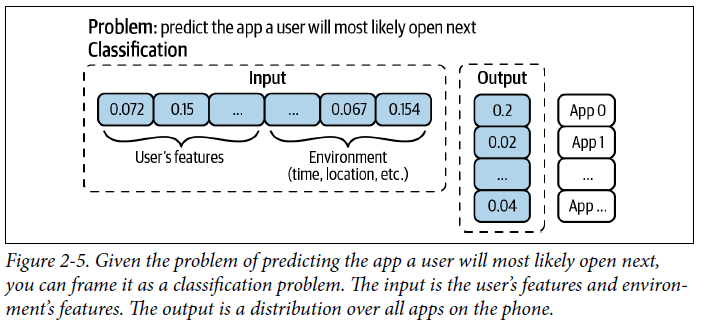 Problem: predict the app a user will most likely open next
Classification
Input
0.072 0.15 ... ... 0.067 0.154
User's features
Environment
(time, location, etc.)
Output
0.2
0.02
...
0.04
App 0
App 1
...
App ...
Figure 2-5. Given the problem of predicting the app a user will most likely open next,
you can frame it as a classification problem. The input is the user's features and environ-
ment's features. The output is a distribution over all apps on the phone.